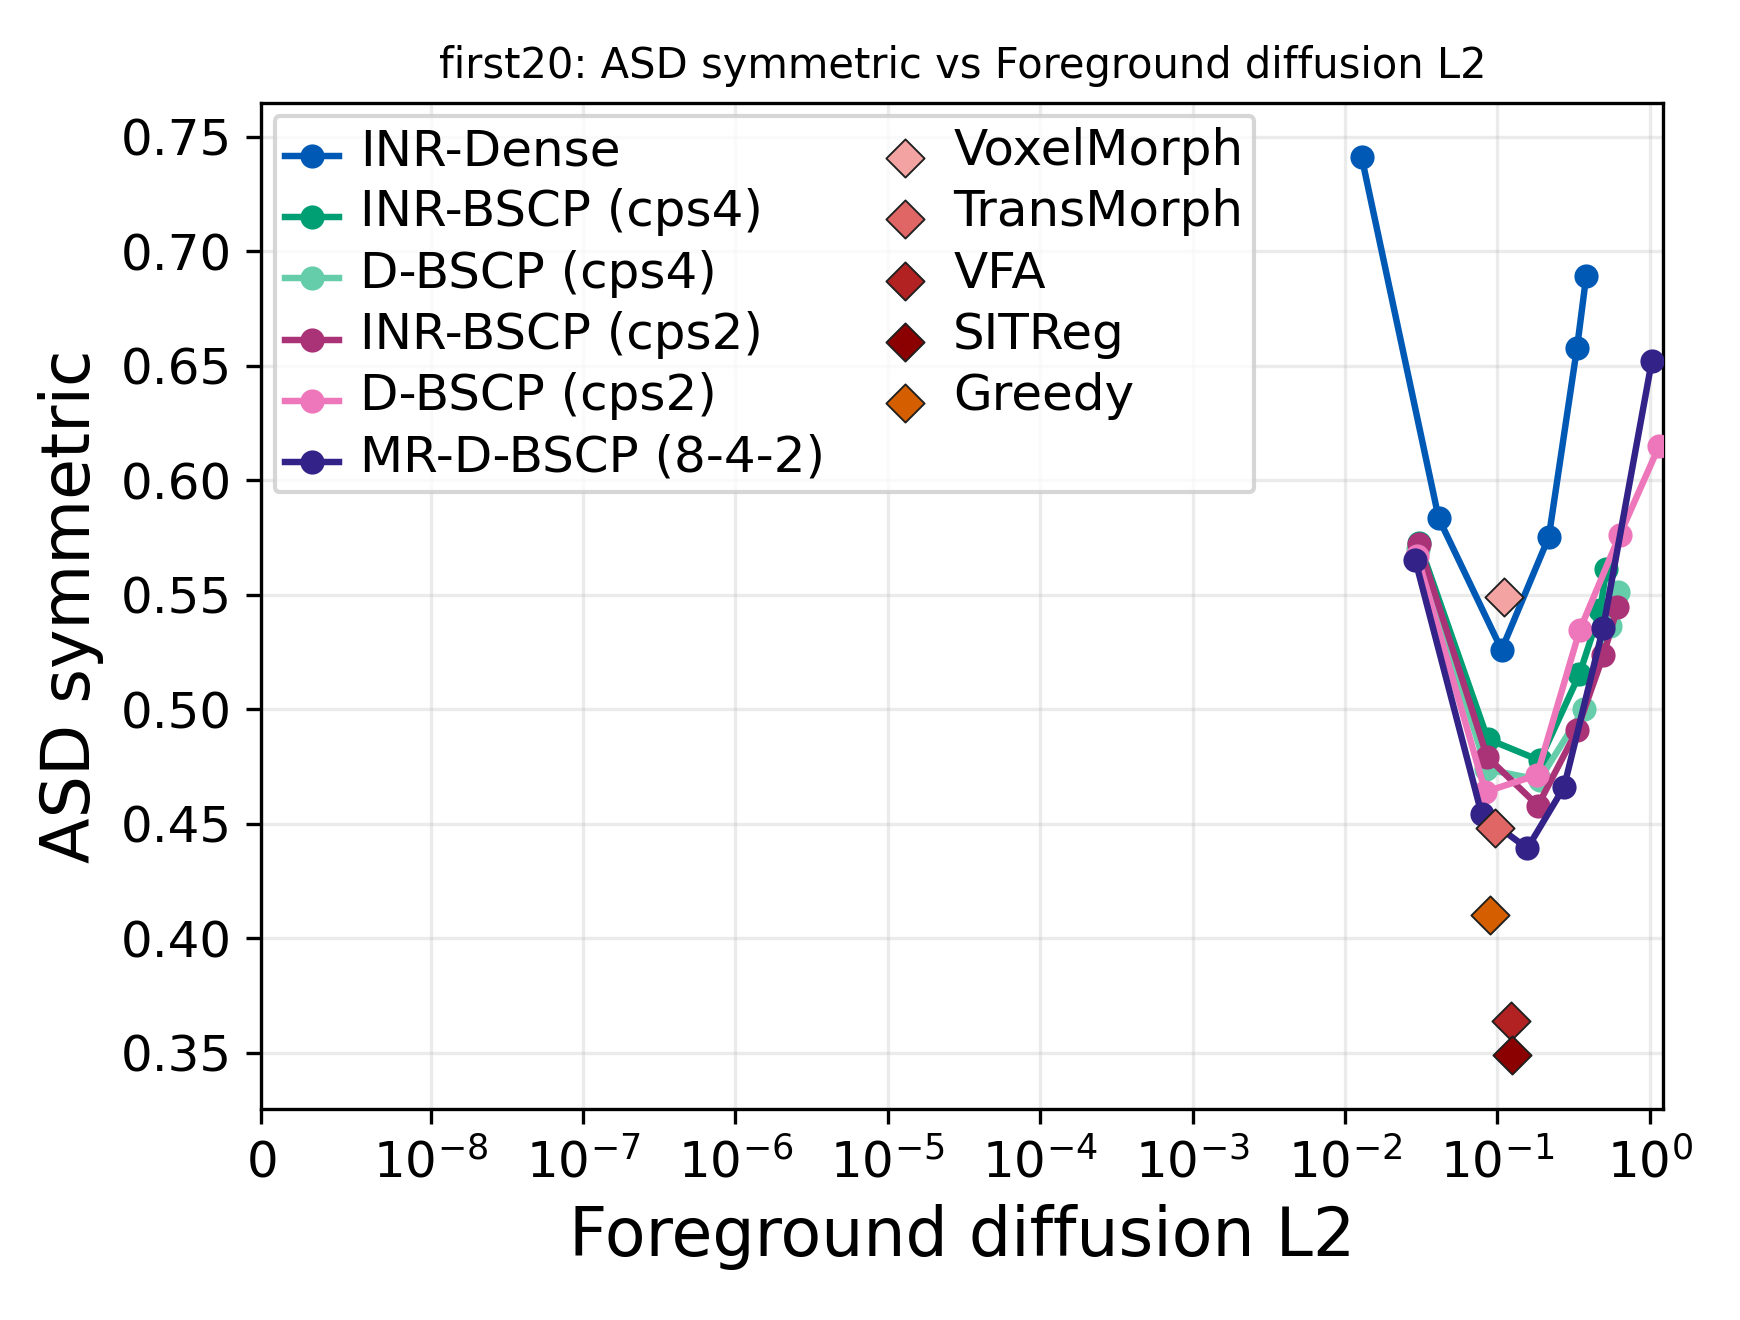 first20: ASD symmetric vs Foreground diffusion L2
ASD symmetric
0.75
0.70
0.65
0.60
0.55
0.50
0.45
0.40
0.35
INR-Dense
INR-BSCP (cps4)
D-BSCP (cps4)
INR-BSCP (cps2)
D-BSCP (cps2)
MR-D-BSCP (8-4-2)
VoxelMorph
TransMorph
VFA
SITReg
Greedy
0 10⁻⁸ 10⁻⁷ 10⁻⁶ 10⁻⁵ 10⁻⁴ 10⁻³ 10⁻² 10⁻¹ 10⁰
Foreground diffusion L2